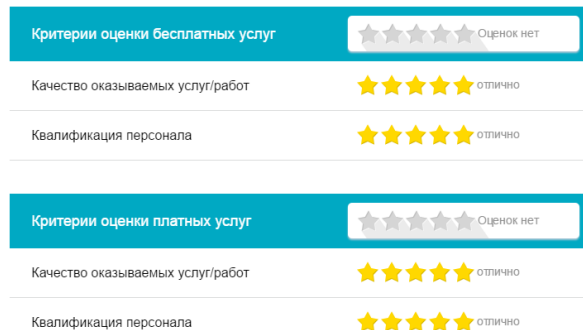 Критерии оценки бесплатных услуг Оценок нет
Качество оказываемых услуг/работ отлично
Квалификация персонала отлично
Критерии оценки платных услуг Оценок нет
Качество оказываемых услуг/работ отлично
Квалификация персонала отлично